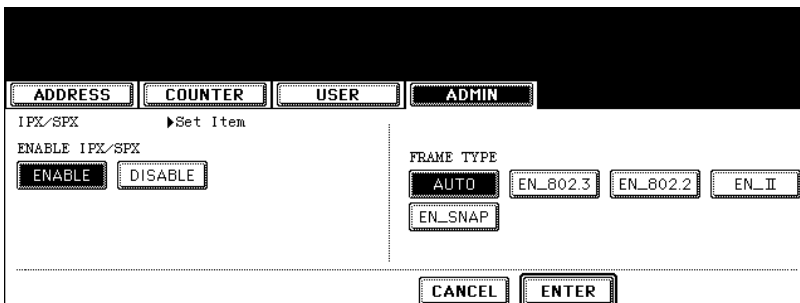 ADDRESS COUNTER USER ADMIN
IPX/SPX ▶Set Item
ENABLE IPX/SPX
ENABLE DISABLE
FRAME TYPE
AUTO EN_802.3 EN_802.2 EN_II
EN_SNAP
CANCEL ENTER